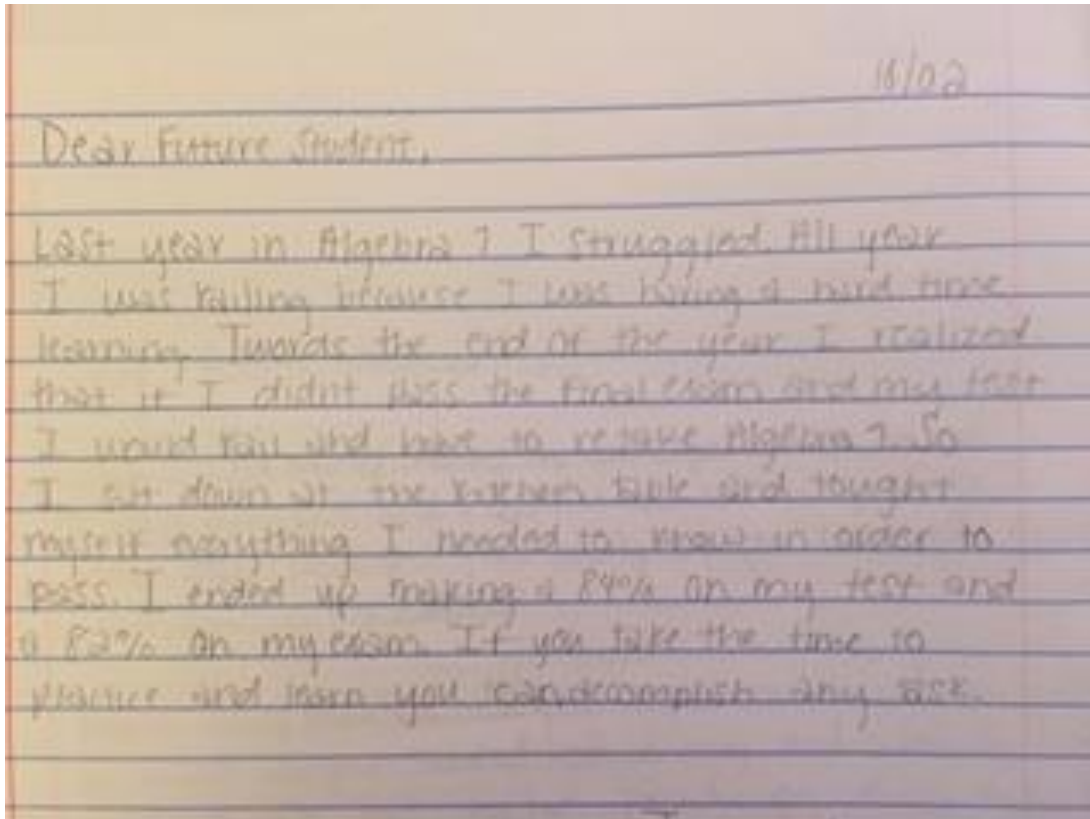 Dear Future Student,
Last year in Algebra 1 I struggled. All year
I was failing because I was having a hard time
learning. Twords the end of the year I realized
that if I didnt pass the final exam and my test
I would fail and have to retake Algebra 1. So
I sat down at the kitchen table and tought
myself everything I needed to know in order to
pass. I ended up making a 84% on my test and
a 82% on my exam. If you take the time to
practice and learn you can accomplish any task.